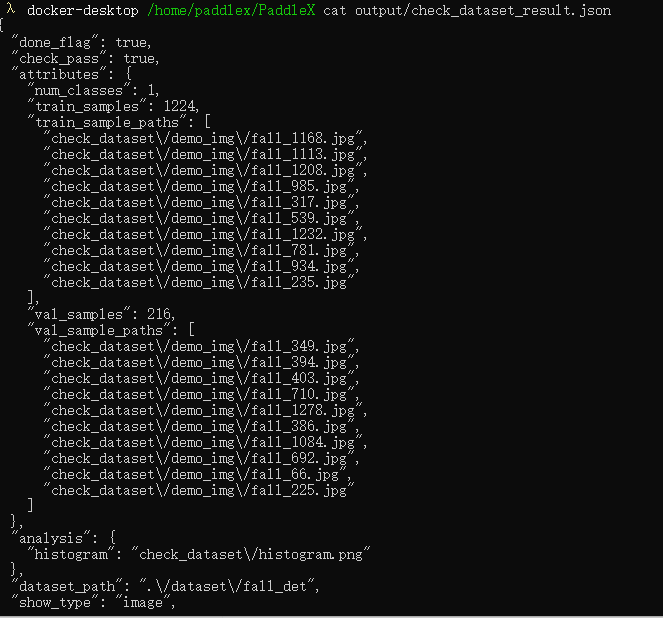 λ docker-desktop /home/paddlex/PaddleX cat output/check_dataset_result.json
{
"done_flag": true,
"check_pass": true,
"attributes": {
"num_classes": 1,
"train_samples": 1224,
"train_sample_paths": [
"check_dataset\/demo_img\/fall_1168.jpg",
"check_dataset\/demo_img\/fall_1113.jpg",
"check_dataset\/demo_img\/fall_1208.jpg",
"check_dataset\/demo_img\/fall_985.jpg",
"check_dataset\/demo_img\/fall_317.jpg",
"check_dataset\/demo_img\/fall_539.jpg",
"check_dataset\/demo_img\/fall_1232.jpg",
"check_dataset\/demo_img\/fall_781.jpg",
"check_dataset\/demo_img\/fall_934.jpg",
"check_dataset\/demo_img\/fall_235.jpg"
],
"val_samples": 216,
"val_sample_paths": [
"check_dataset\/demo_img\/fall_349.jpg",
"check_dataset\/demo_img\/fall_394.jpg",
"check_dataset\/demo_img\/fall_403.jpg",
"check_dataset\/demo_img\/fall_710.jpg",
"check_dataset\/demo_img\/fall_1278.jpg",
"check_dataset\/demo_img\/fall_386.jpg",
"check_dataset\/demo_img\/fall_1084.jpg",
"check_dataset\/demo_img\/fall_692.jpg",
"check_dataset\/demo_img\/fall_66.jpg",
"check_dataset\/demo_img\/fall_225.jpg"
]
},
"analysis": {
"histogram": "check_dataset\/histogram.png"
},
"dataset_path": ".\/dataset\/fall_det",
"show_type": "image",